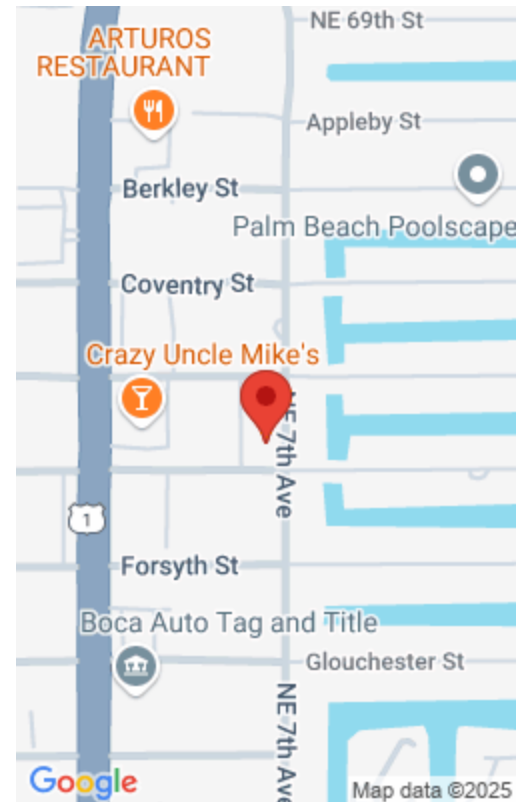 NE 69th St
ARTUROS
RESTAURANT
Appleby St
Berkley St
Palm Beach Poolscape
Coventry St
Crazy Uncle Mike's
NE 7th Ave
1
Forsyth St
Boca Auto Tag and Title
Glouchester St
NE 7th Ave
Google
Map data ©2025